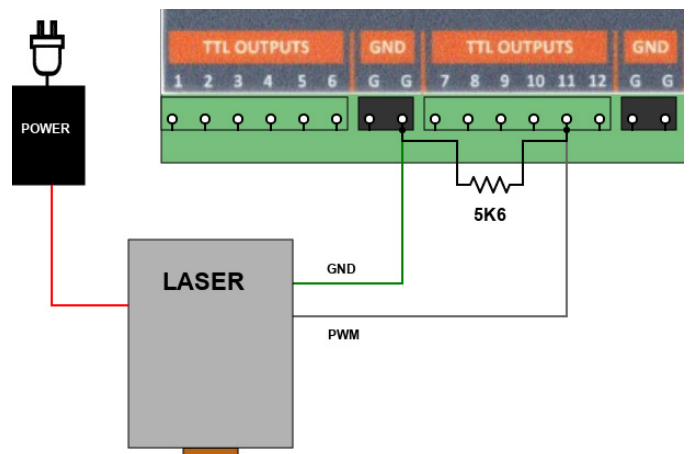 TTL OUTPUTS GND TTL OUTPUTS GND
1 2 3 4 5 6 G G 7 8 9 10 11 12 G G
POWER
5K6
GND
LASER
PWM